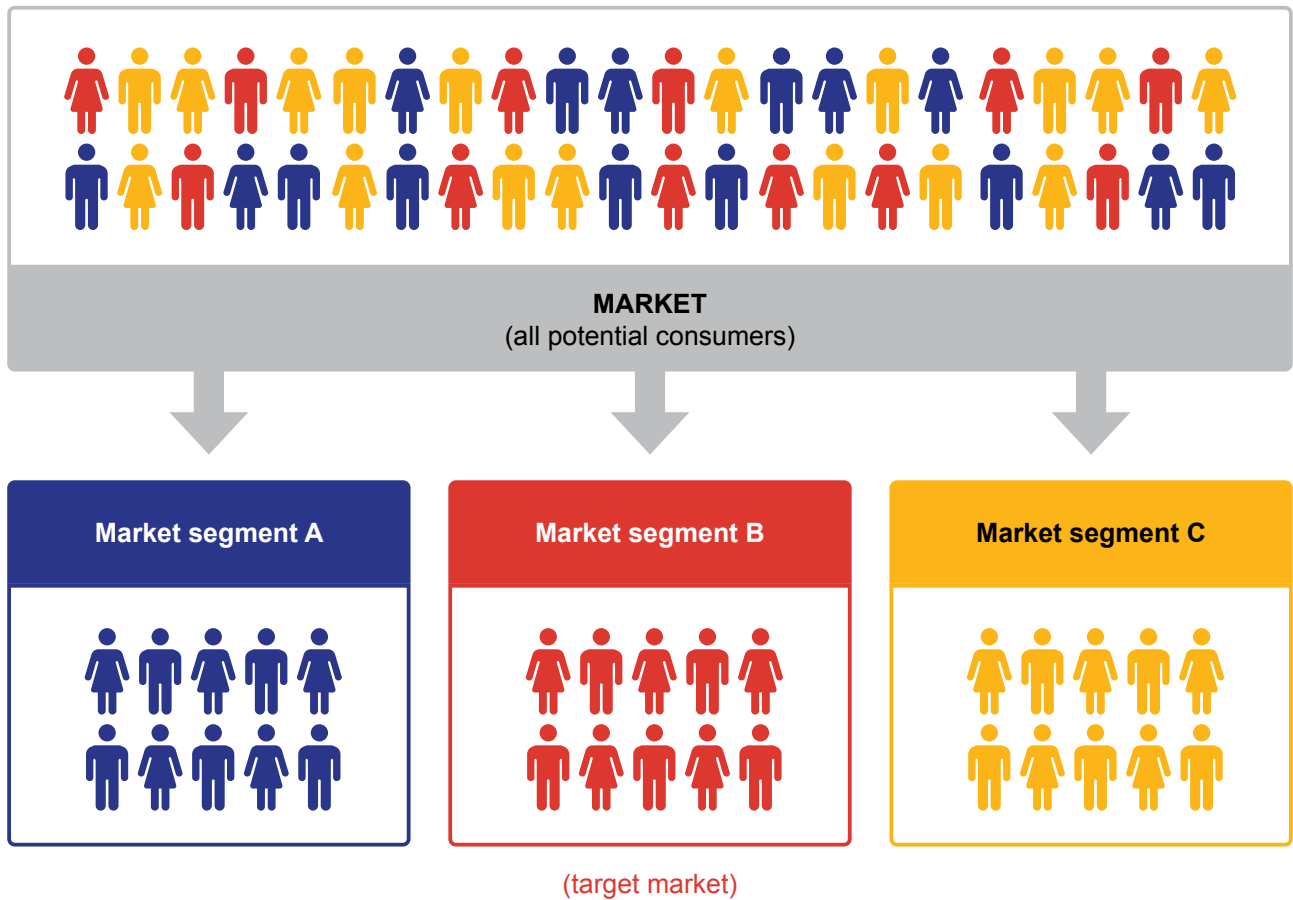 MARKET
(all potential consumers)
Market segment A
Market segment B
Market segment C
(target market)